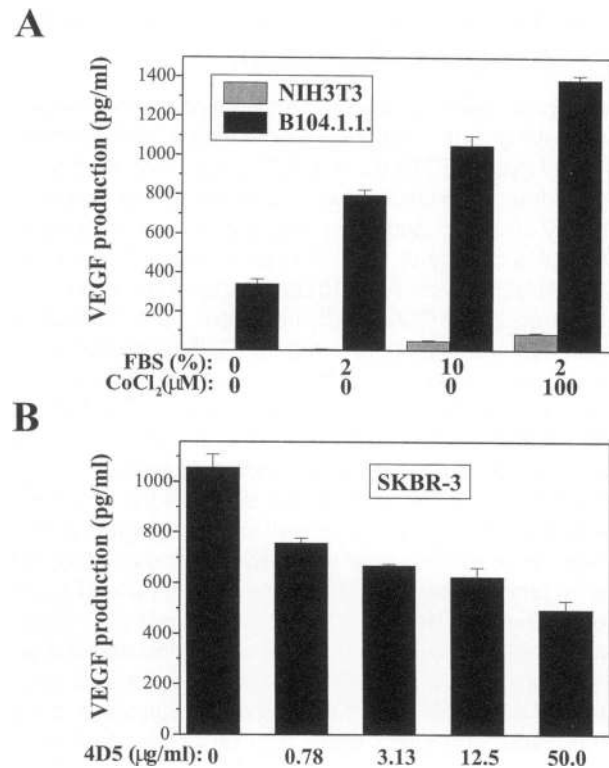 A
VEGF production (pg/ml)
1400
1200
1000
800
600
400
200
NIH3T3
B104.1.1.
FBS (%): 0 2 10 2
CoCl2(μM): 0 0 0 100
B
VEGF production (pg/ml)
1000
800
600
400
200
0
SKBR-3
4D5 (μg/ml): 0 0.78 3.13 12.5 50.0